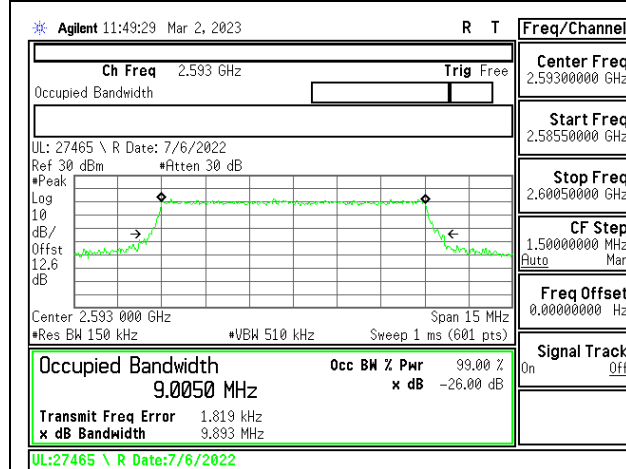 Agilent 11:49:29 Mar 2, 2023 R T
Freq/Channel
Ch Freq 2.593 GHz Trig Free
Occupied Bandwidth
Center Freq
2.59300000 GHz
Start Freq
2.58550000 GHz
Stop Freq
2.60050000 GHz
CF Step
1.50000000 MHz
Auto Man
Freq Offset
0.00000000 Hz
Signal Track
On Off
UL: 27465 \ R Date: 7/6/2022
Ref 30 dBm #Atten 30 dB
#Peak
Log
10
dB/
Offst
12.6
dB
Center 2.593 000 GHz Span 15 MHz
#Res BW 150 kHz #VBW 510 kHz Sweep 1 ms (601 pts)
Occupied Bandwidth Occ BW % Pwr 99.00 %
9.0050 MHz x dB -26.00 dB
Transmit Freq Error 1.819 kHz
x dB Bandwidth 9.893 MHz
UL:27465 \ R Date:7/6/2022